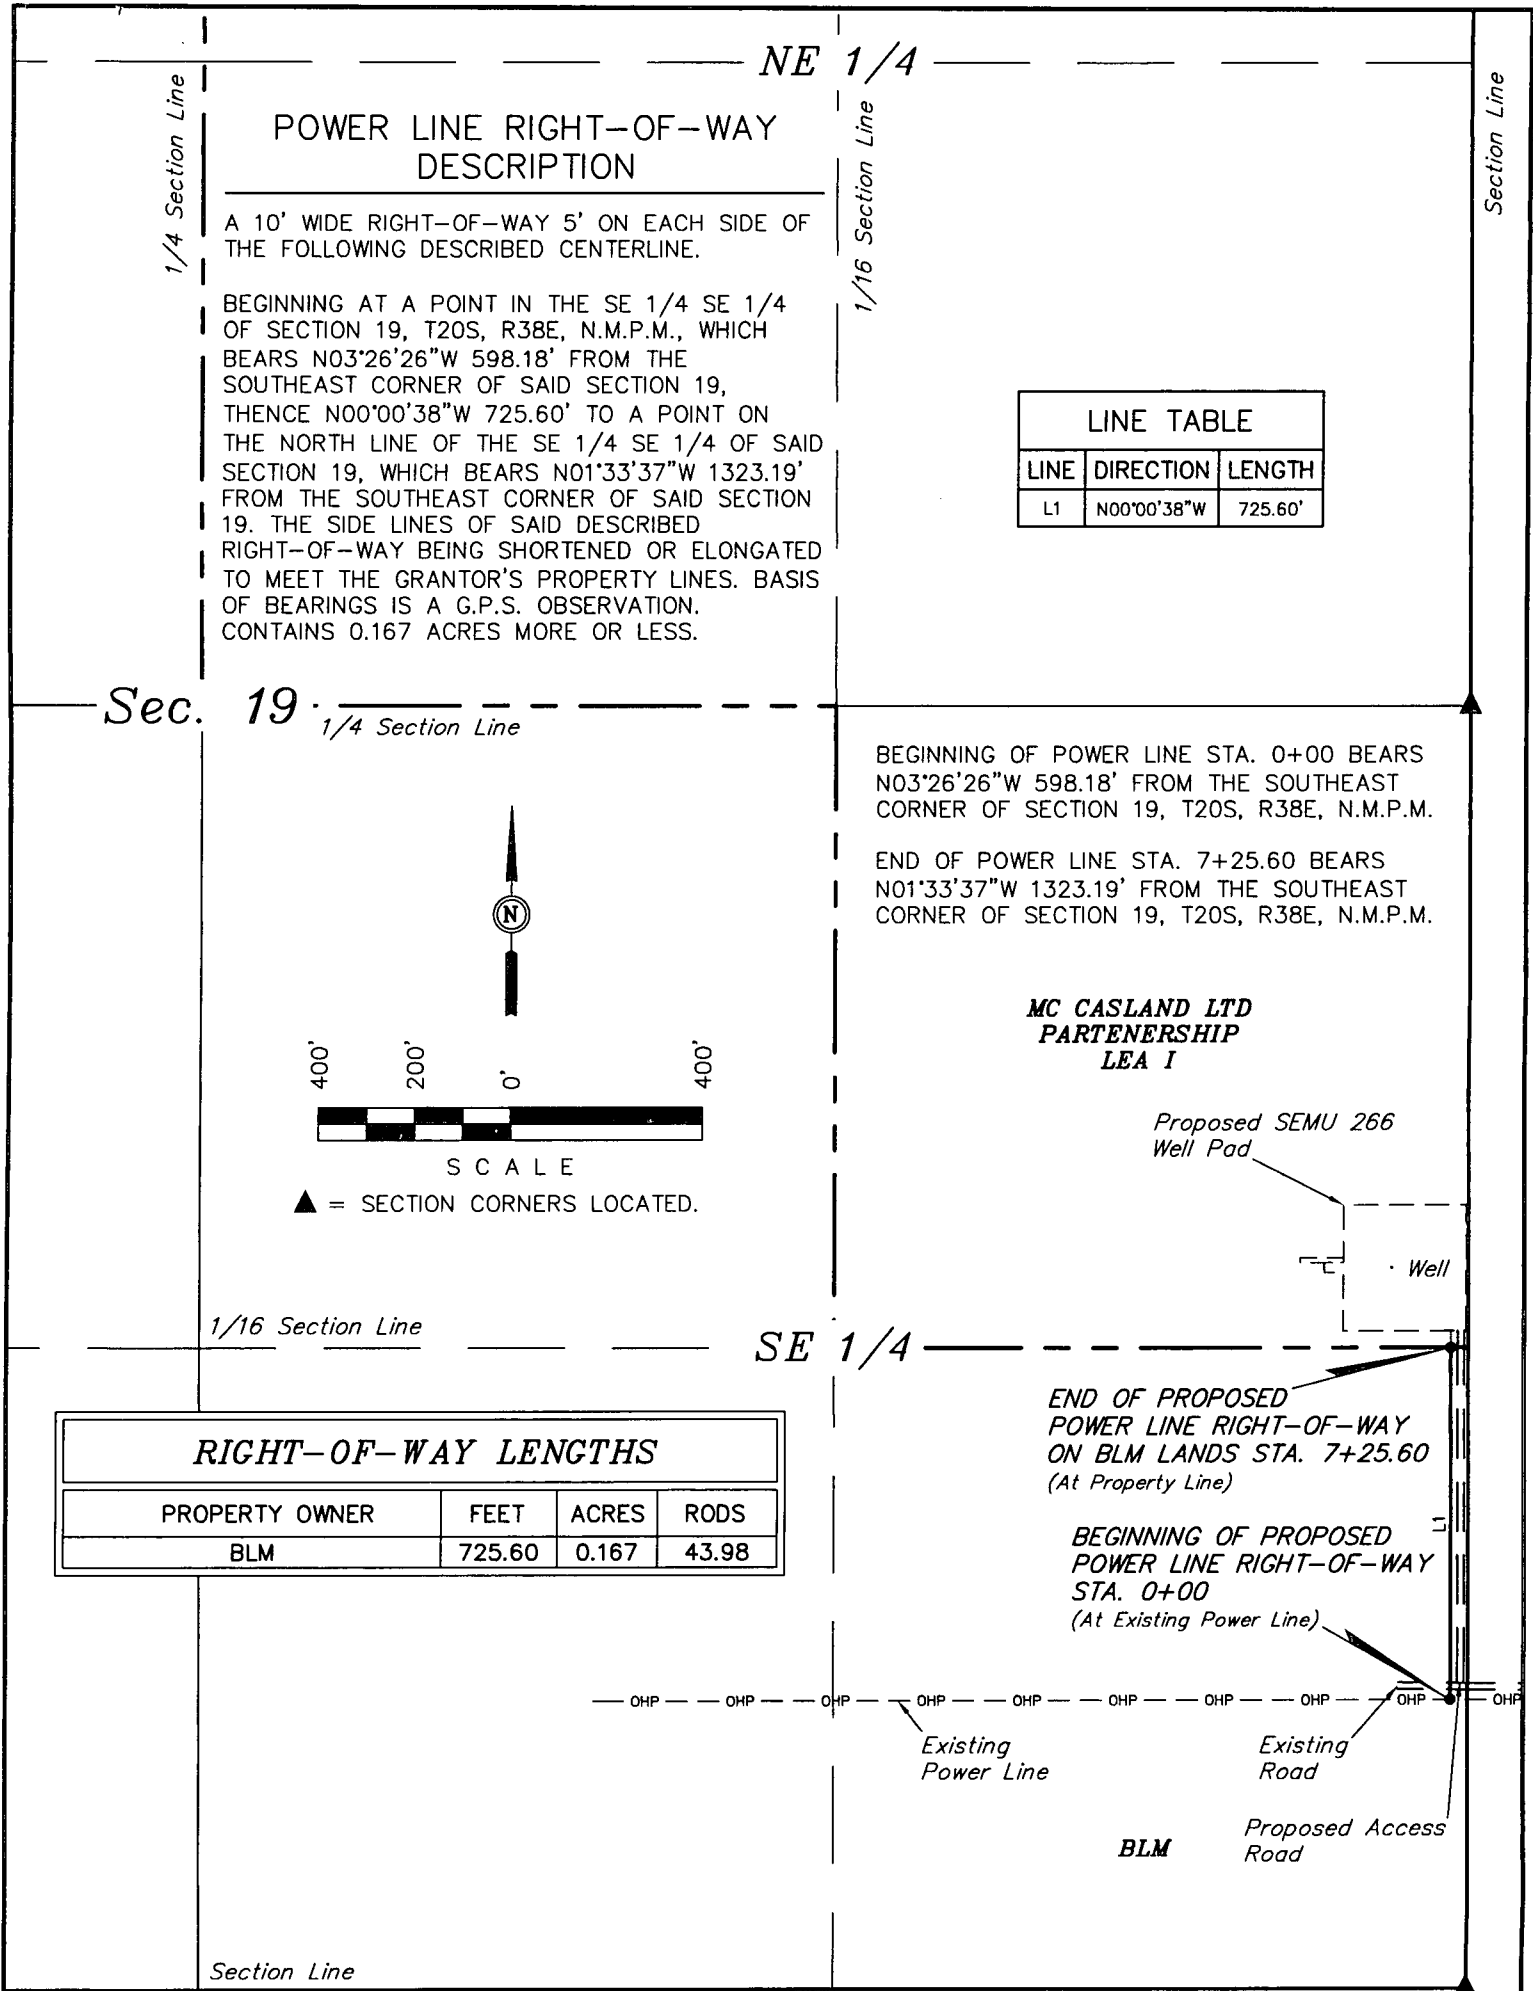 NE 1/4
1/4 Section Line
1/16 Section Line
Section Line
POWER LINE RIGHT-OF-WAY
DESCRIPTION
A 10' WIDE RIGHT-OF-WAY 5' ON EACH SIDE OF
THE FOLLOWING DESCRIBED CENTERLINE.
BEGINNING AT A POINT IN THE SE 1/4 SE 1/4
OF SECTION 19, T20S, R38E, N.M.P.M., WHICH
BEARS N03°26'26"W 598.18' FROM THE
SOUTHEAST CORNER OF SAID SECTION 19,
THENCE N00°00'38"W 725.60' TO A POINT ON
THE NORTH LINE OF THE SE 1/4 SE 1/4 OF SAID
SECTION 19, WHICH BEARS N01°33'37"W 1323.19'
FROM THE SOUTHEAST CORNER OF SAID SECTION
19. THE SIDE LINES OF SAID DESCRIBED
RIGHT-OF-WAY BEING SHORTENED OR ELONGATED
TO MEET THE GRANTOR'S PROPERTY LINES. BASIS
OF BEARINGS IS A G.P.S. OBSERVATION.
CONTAINS 0.167 ACRES MORE OR LESS.
LINE TABLE
LINE DIRECTION LENGTH
L1 N00°00'38"W 725.60'
Sec. 19
1/4 Section Line
BEGINNING OF POWER LINE STA. 0+00 BEARS
N03°26'26"W 598.18' FROM THE SOUTHEAST
CORNER OF SECTION 19, T20S, R38E, N.M.P.M.
END OF POWER LINE STA. 7+25.60 BEARS
N01°33'37"W 1323.19' FROM THE SOUTHEAST
CORNER OF SECTION 19, T20S, R38E, N.M.P.M.
N
400' 200' 0' 400'
SCALE
▲ = SECTION CORNERS LOCATED.
MC CASLAND LTD
PARTENERSHIP
LEA I
Proposed SEMU 266
Well Pad
Well
1/16 Section Line
SE 1/4
END OF PROPOSED
POWER LINE RIGHT-OF-WAY
ON BLM LANDS STA. 7+25.60
(At Property Line)
RIGHT-OF-WAY LENGTHS
PROPERTY OWNER FEET ACRES RODS
BLM 725.60 0.167 43.98
L1
BEGINNING OF PROPOSED
POWER LINE RIGHT-OF-WAY
STA. 0+00
(At Existing Power Line)
OHP OHP OHP OHP OHP OHP OHP OHP OHP OHP
Existing
Power Line
Existing
Road
Proposed Access
Road
BLM
Section Line